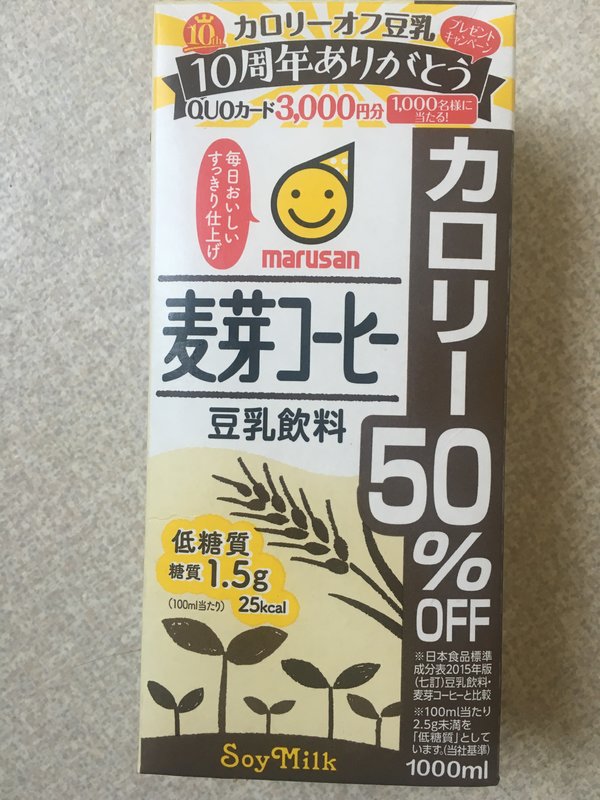 10th
カロリーオフ豆乳
プレゼント
キャンペーン
10周年ありがとう
QUOカード3,000円分
1,000名様に
当たる!
毎日おいしい
すっきり仕上げ
marusan
麦芽コーヒー
豆乳飲料
カロリー50%OFF
低糖質
糖質1.5g
(100ml当たり) 25kcal
※日本食品標準
成分表2015年版
(七訂)豆乳飲料・
麦芽コーヒーと比較
※100ml当たり
2.5g未満を
「低糖質」として
います。(当社基準)
1000ml
Soy Milk